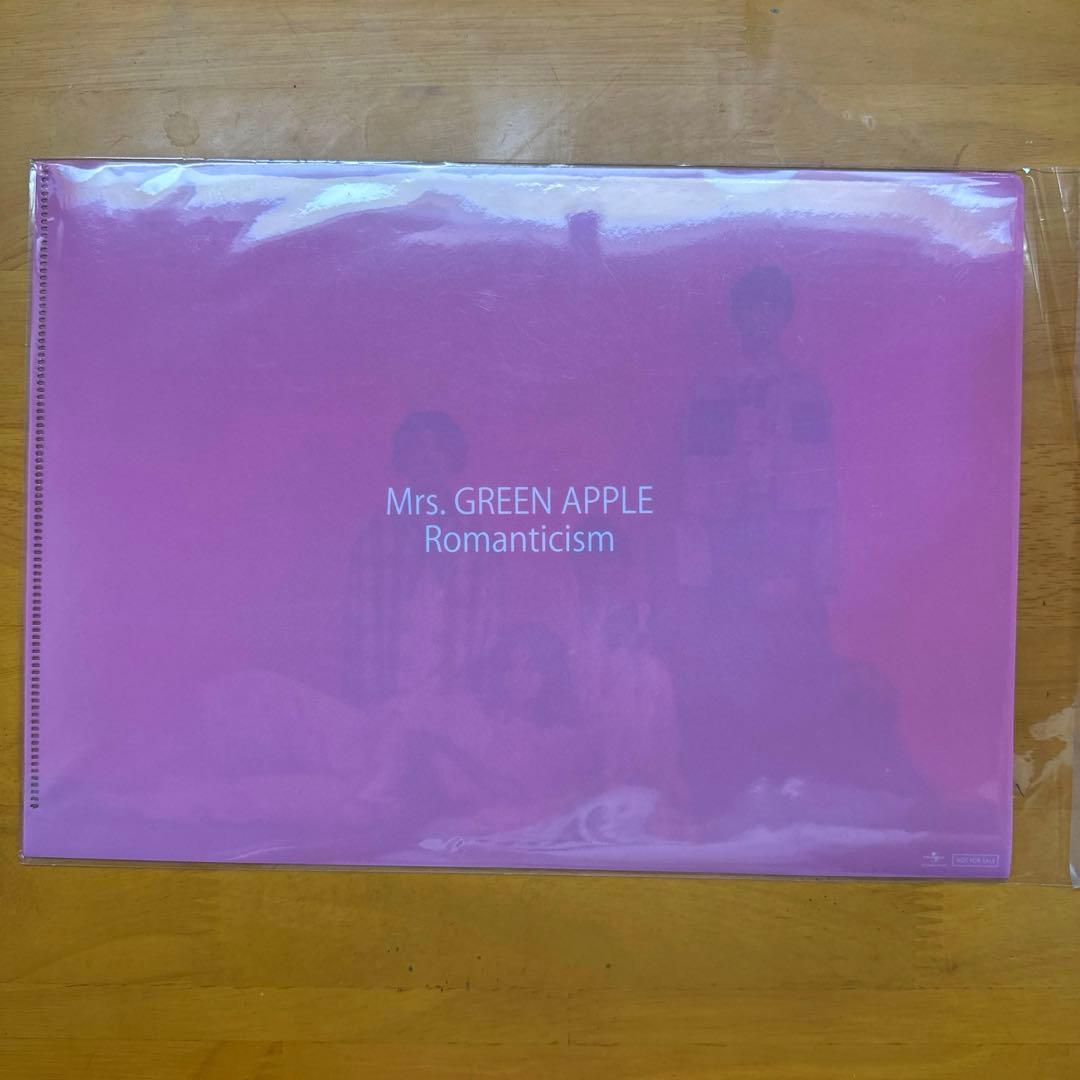 Mrs. GREEN APPLE
Romanticism
NOT FOR SALE